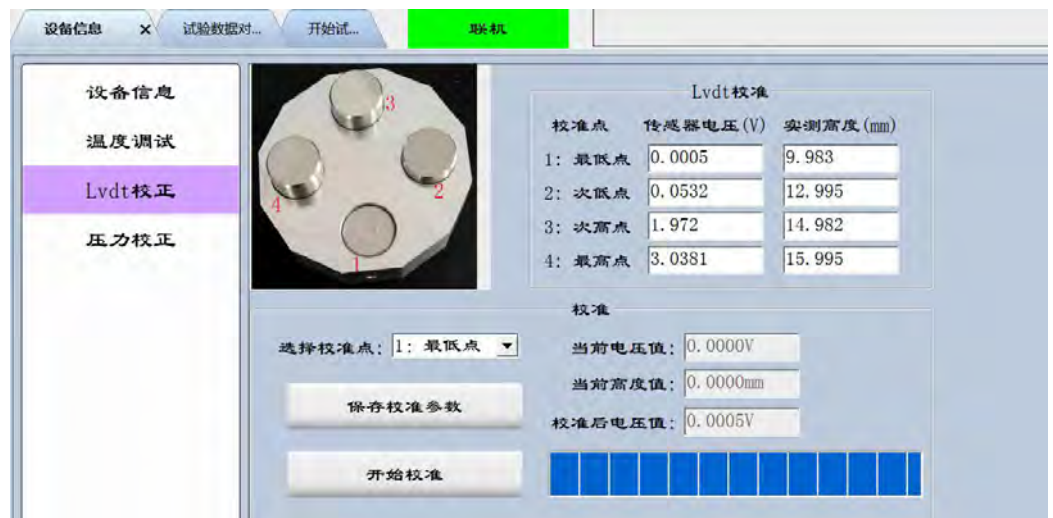 设备信息 x 试验数据对... 开始试... 联机
设备信息
温度调试
Lvdt校正
压力校正
3
4
2
1
Lvdt校准
校准点 传感器电压(V) 实测高度(mm)
1: 最低点 0.0005 9.983
2: 次低点 0.0532 12.995
3: 次高点 1.972 14.982
4: 最高点 3.0381 15.995
校准
选择校准点: 1: 最低点 当前电压值: 0.0000V
当前高度值: 0.0000mm
保存校准参数
校准后电压值: 0.0005V
开始校准